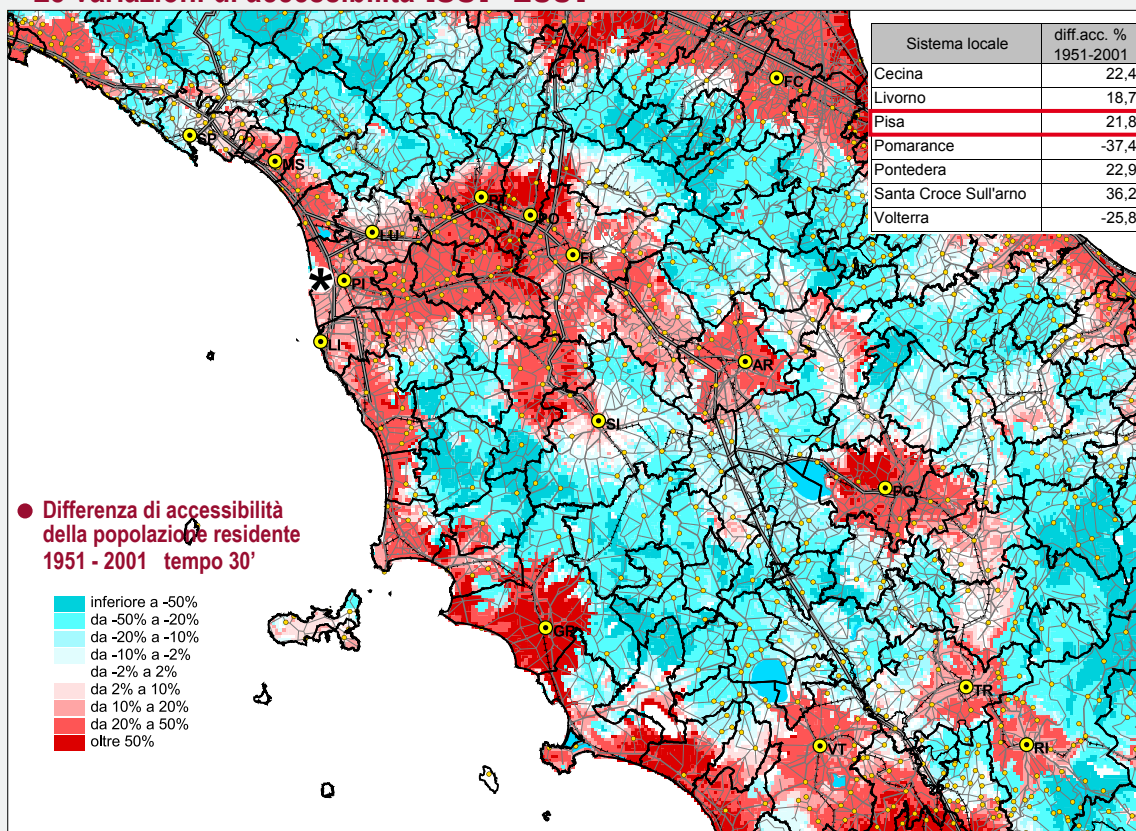 Sistema locale
diff.acc. %
1951-2001
Cecina 22,4
Livorno 18,7
Pisa 21,8
Pomarance -37,4
Pontedera 22,9
Santa Croce Sull'arno 36,2
Volterra -25,8
FC
SP
MS
PO
LU
FI
PI
LI
AR
SI
PG
GR
TR
VT
RI
Differenza di accessibilità
della popolazione residente
1951 - 2001 tempo 30’
inferiore a -50%
da -50% a -20%
da -20% a -10%
da -10% a -2%
da -2% a 2%
da 2% a 10%
da 10% a 20%
da 20% a 50%
oltre 50%